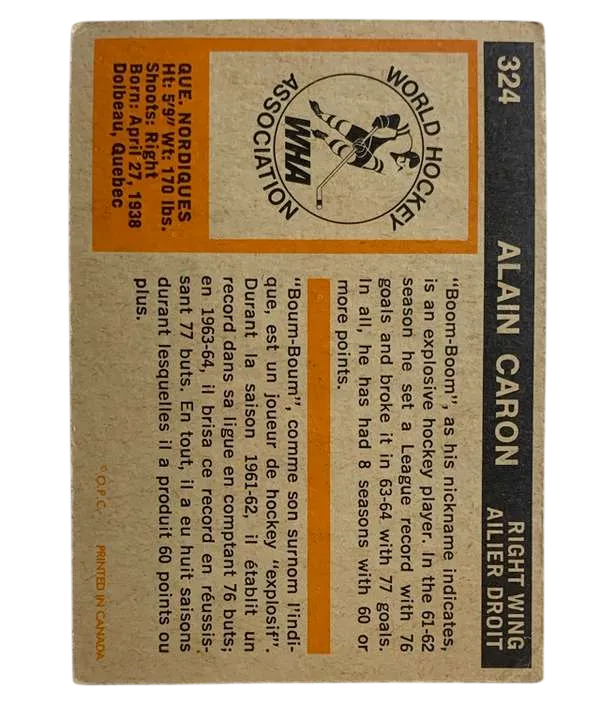 324
ALAIN CARON
RIGHT WING
AILIER DROIT
WORLD HOCKEY
WHA
ASSOCIATION
QUE. NORDIQUES
Ht: 5'9" Wt: 170 lbs.
Shoots: Right
Born: April 27, 1938
Dolbeau, Quebec
"Boom-Boom", as his nickname indicates,
is an explosive hockey player. In the 61-62
season he set a League record with 76
goals and broke it in 63-64 with 77 goals.
In all, he has had 8 seasons with 60 or
more points.
"Boum-Boum", comme son surnom l'indi-
que, est un joueur de hockey "explosif".
Durant la saison 1961-62, il établit un
record dans sa ligue en comptant 76 buts;
en 1963-64, il brisa ce record en réussis-
sant 77 buts. En tout, il a eu huit saisons
durant lesquelles il a produit 60 points ou
plus.
© O.P.C. PRINTED IN CANADA